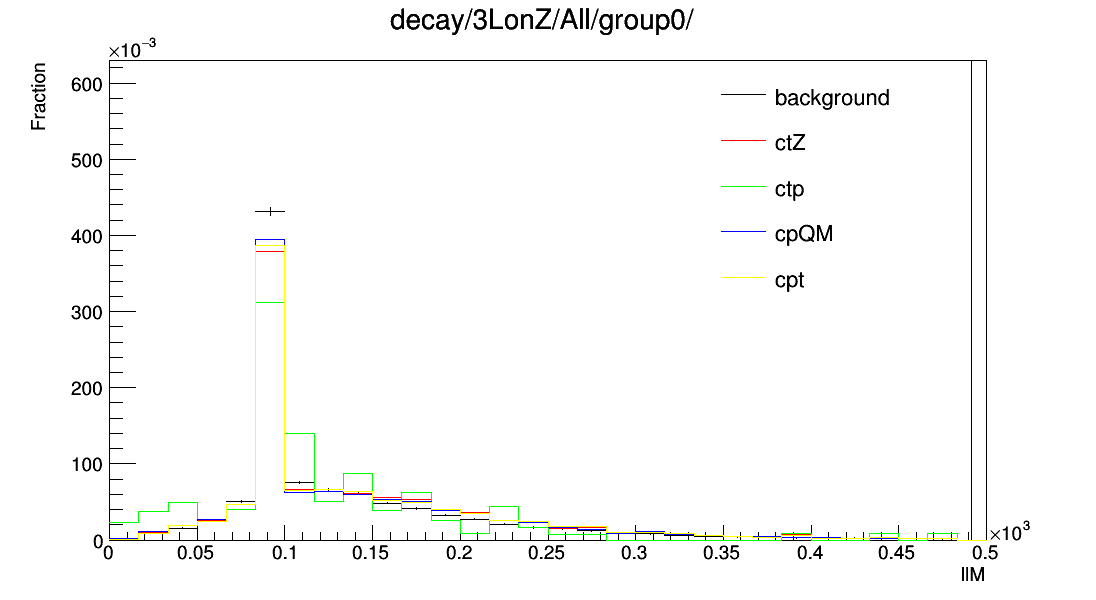 decay/3LonZ/All/group0/
×10⁻³
Fraction
600
500
400
300
200
100
0
background
ctZ
ctp
cpQM
cpt
0 0.05 0.1 0.15 0.2 0.25 0.3 0.35 0.4 0.45 0.5
×10³
llM